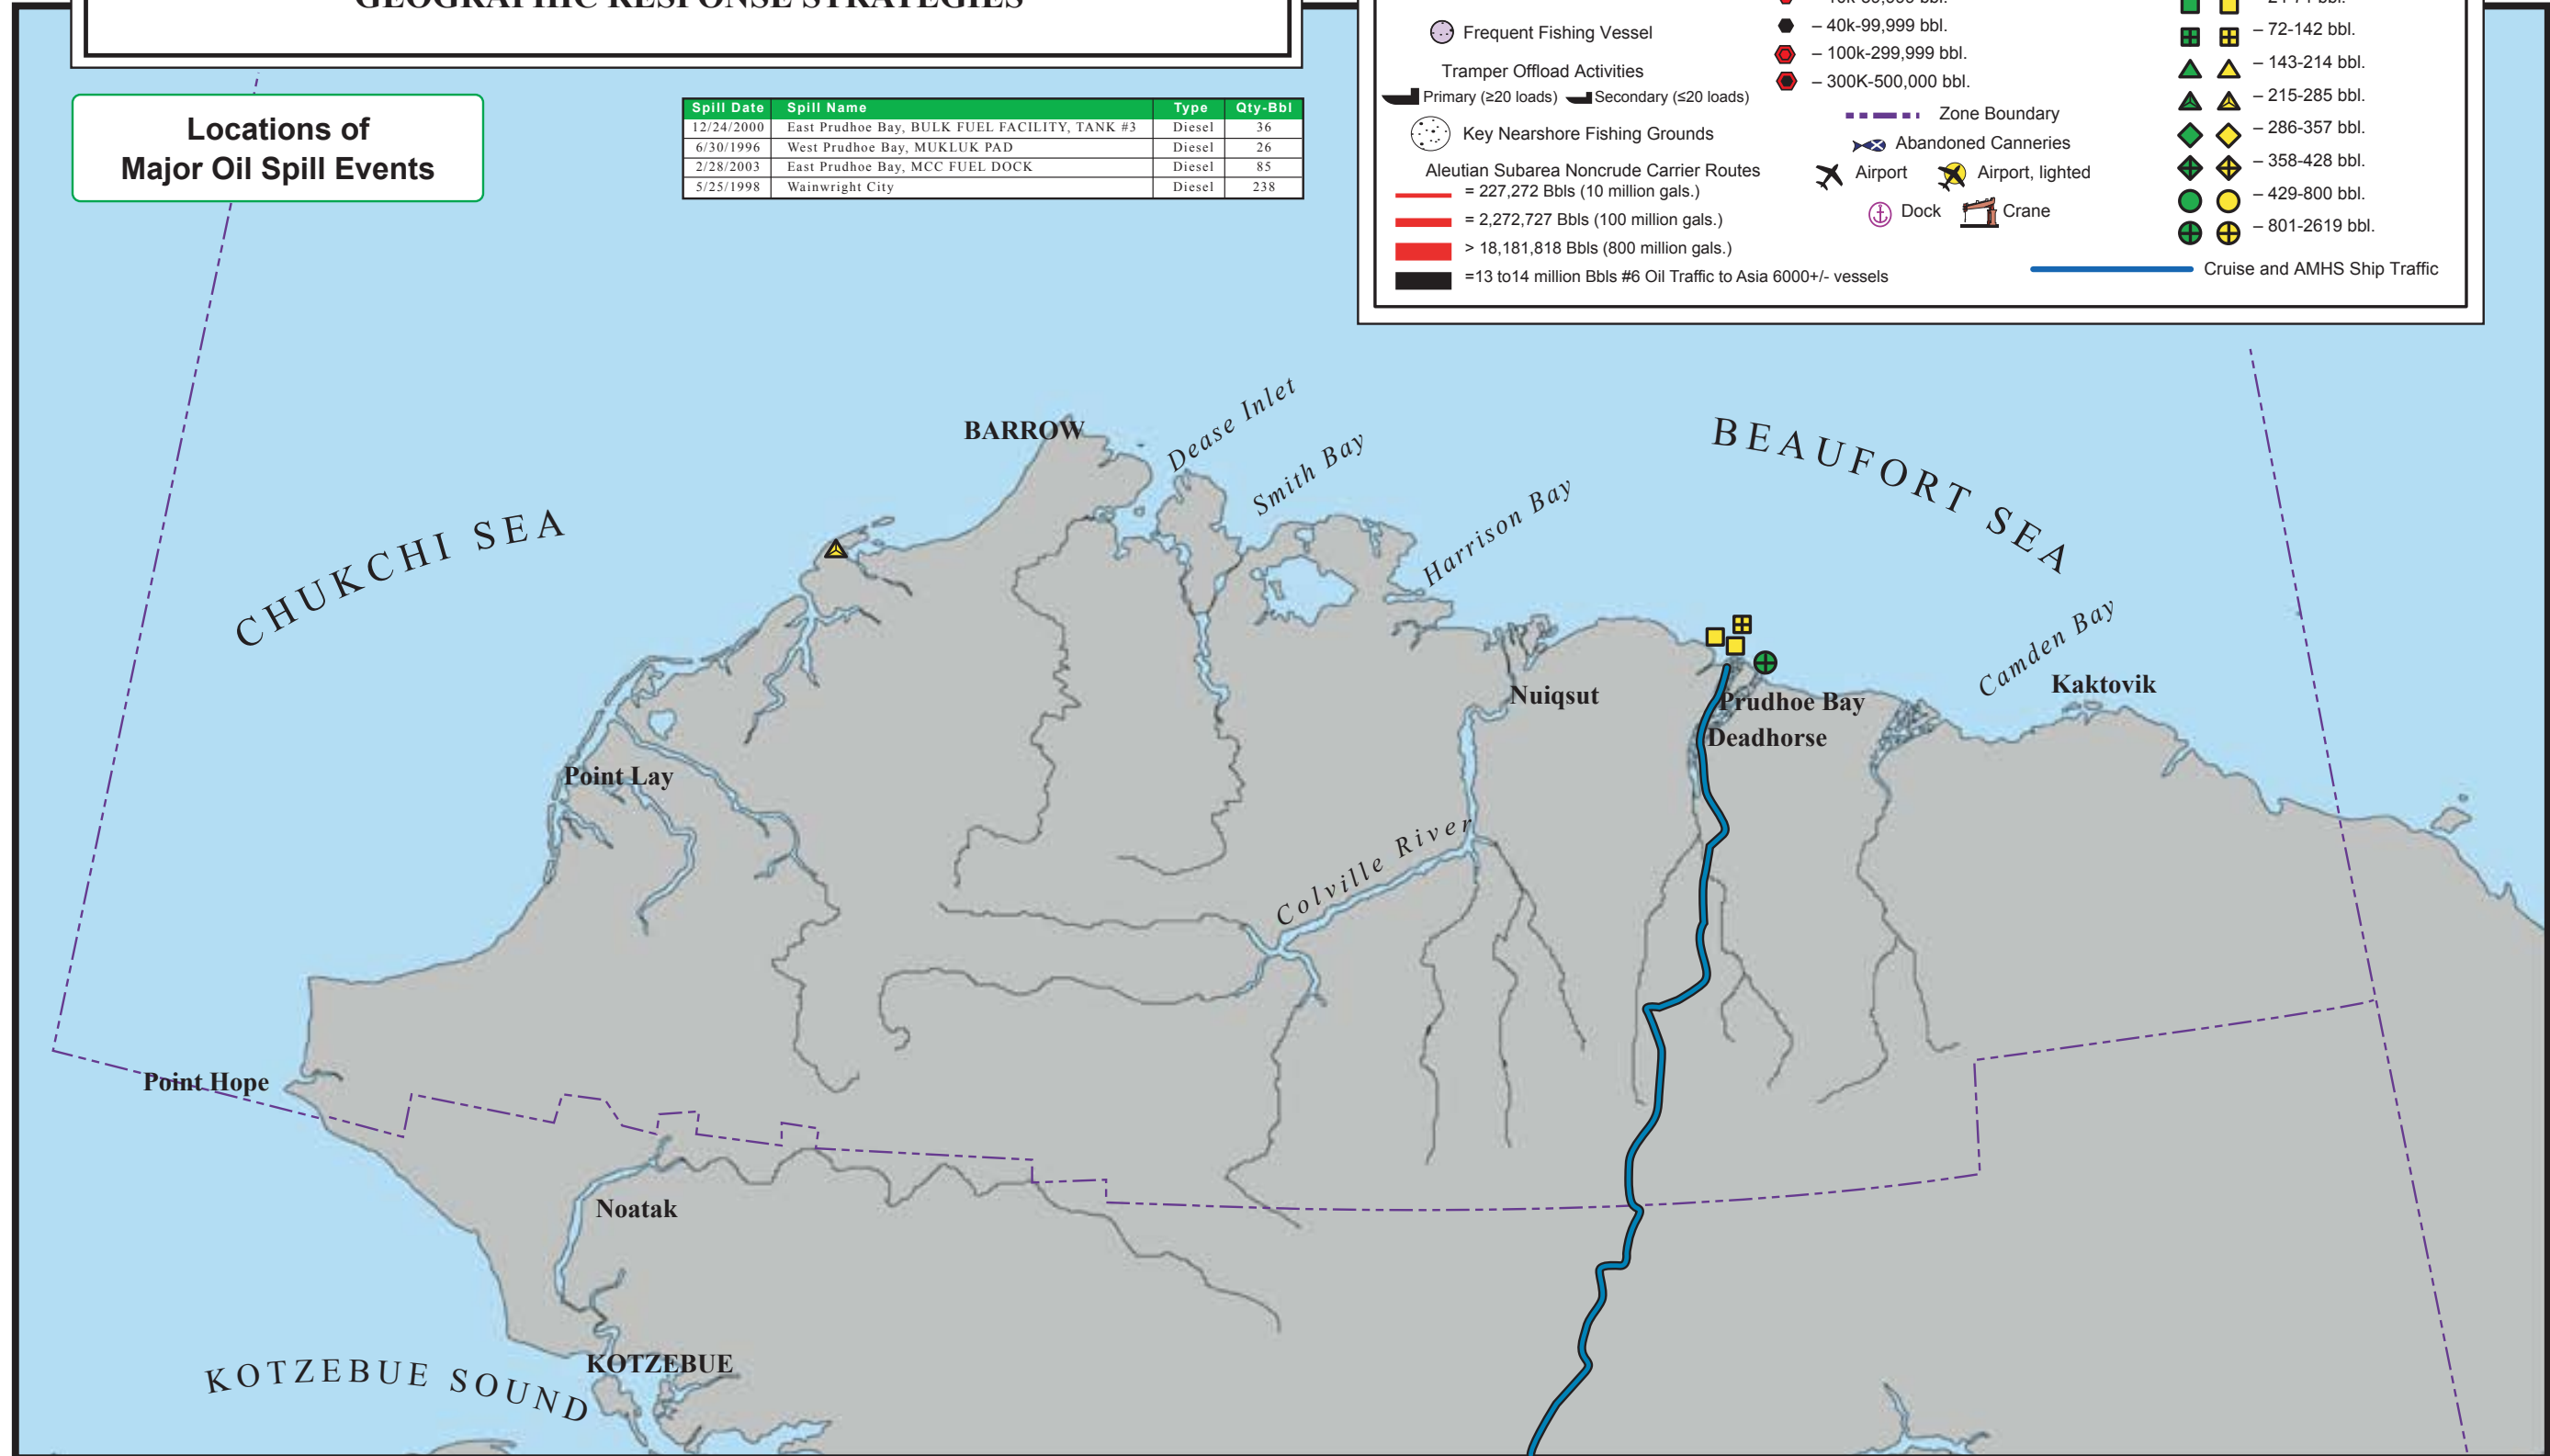 GEOGRAPHIC RESPONSE STRATEGIES
Locations of
Major Oil Spill Events
Spill Date Spill Name Type Qty-Bbl
12/24/2000 East Prudhoe Bay, BULK FUEL FACILITY, TANK #3 Diesel 36
6/30/1996 West Prudhoe Bay, MUKLUK PAD Diesel 26
2/28/2003 East Prudhoe Bay, MCC FUEL DOCK Diesel 85
5/25/1998 Wainwright City Diesel 238
Frequent Fishing Vessel
Tramper Offload Activities
Primary (≥20 loads) Secondary (≤20 loads)
Key Nearshore Fishing Grounds
Aleutian Subarea Noncrude Carrier Routes
= 227,272 Bbls (10 million gals.)
= 2,272,727 Bbls (100 million gals.)
> 18,181,818 Bbls (800 million gals.)
=13 to14 million Bbls #6 Oil Traffic to Asia 6000+/- vessels
– 40k-99,999 bbl.
– 100k-299,999 bbl.
– 300K-500,000 bbl.
Zone Boundary
Abandoned Canneries
Airport Airport, lighted
Dock Crane
– 72-142 bbl.
– 143-214 bbl.
– 215-285 bbl.
– 286-357 bbl.
– 358-428 bbl.
– 429-800 bbl.
– 801-2619 bbl.
Cruise and AMHS Ship Traffic
BARROW
Dease Inlet
Smith Bay
Harrison Bay
BEAUFORT SEA
CHUKCHI SEA
Camden Bay
Kaktovik
Nuiqsut
Prudhoe Bay
Deadhorse
Point Lay
Colville River
Point Hope
Noatak
KOTZEBUE
KOTZEBUE SOUND